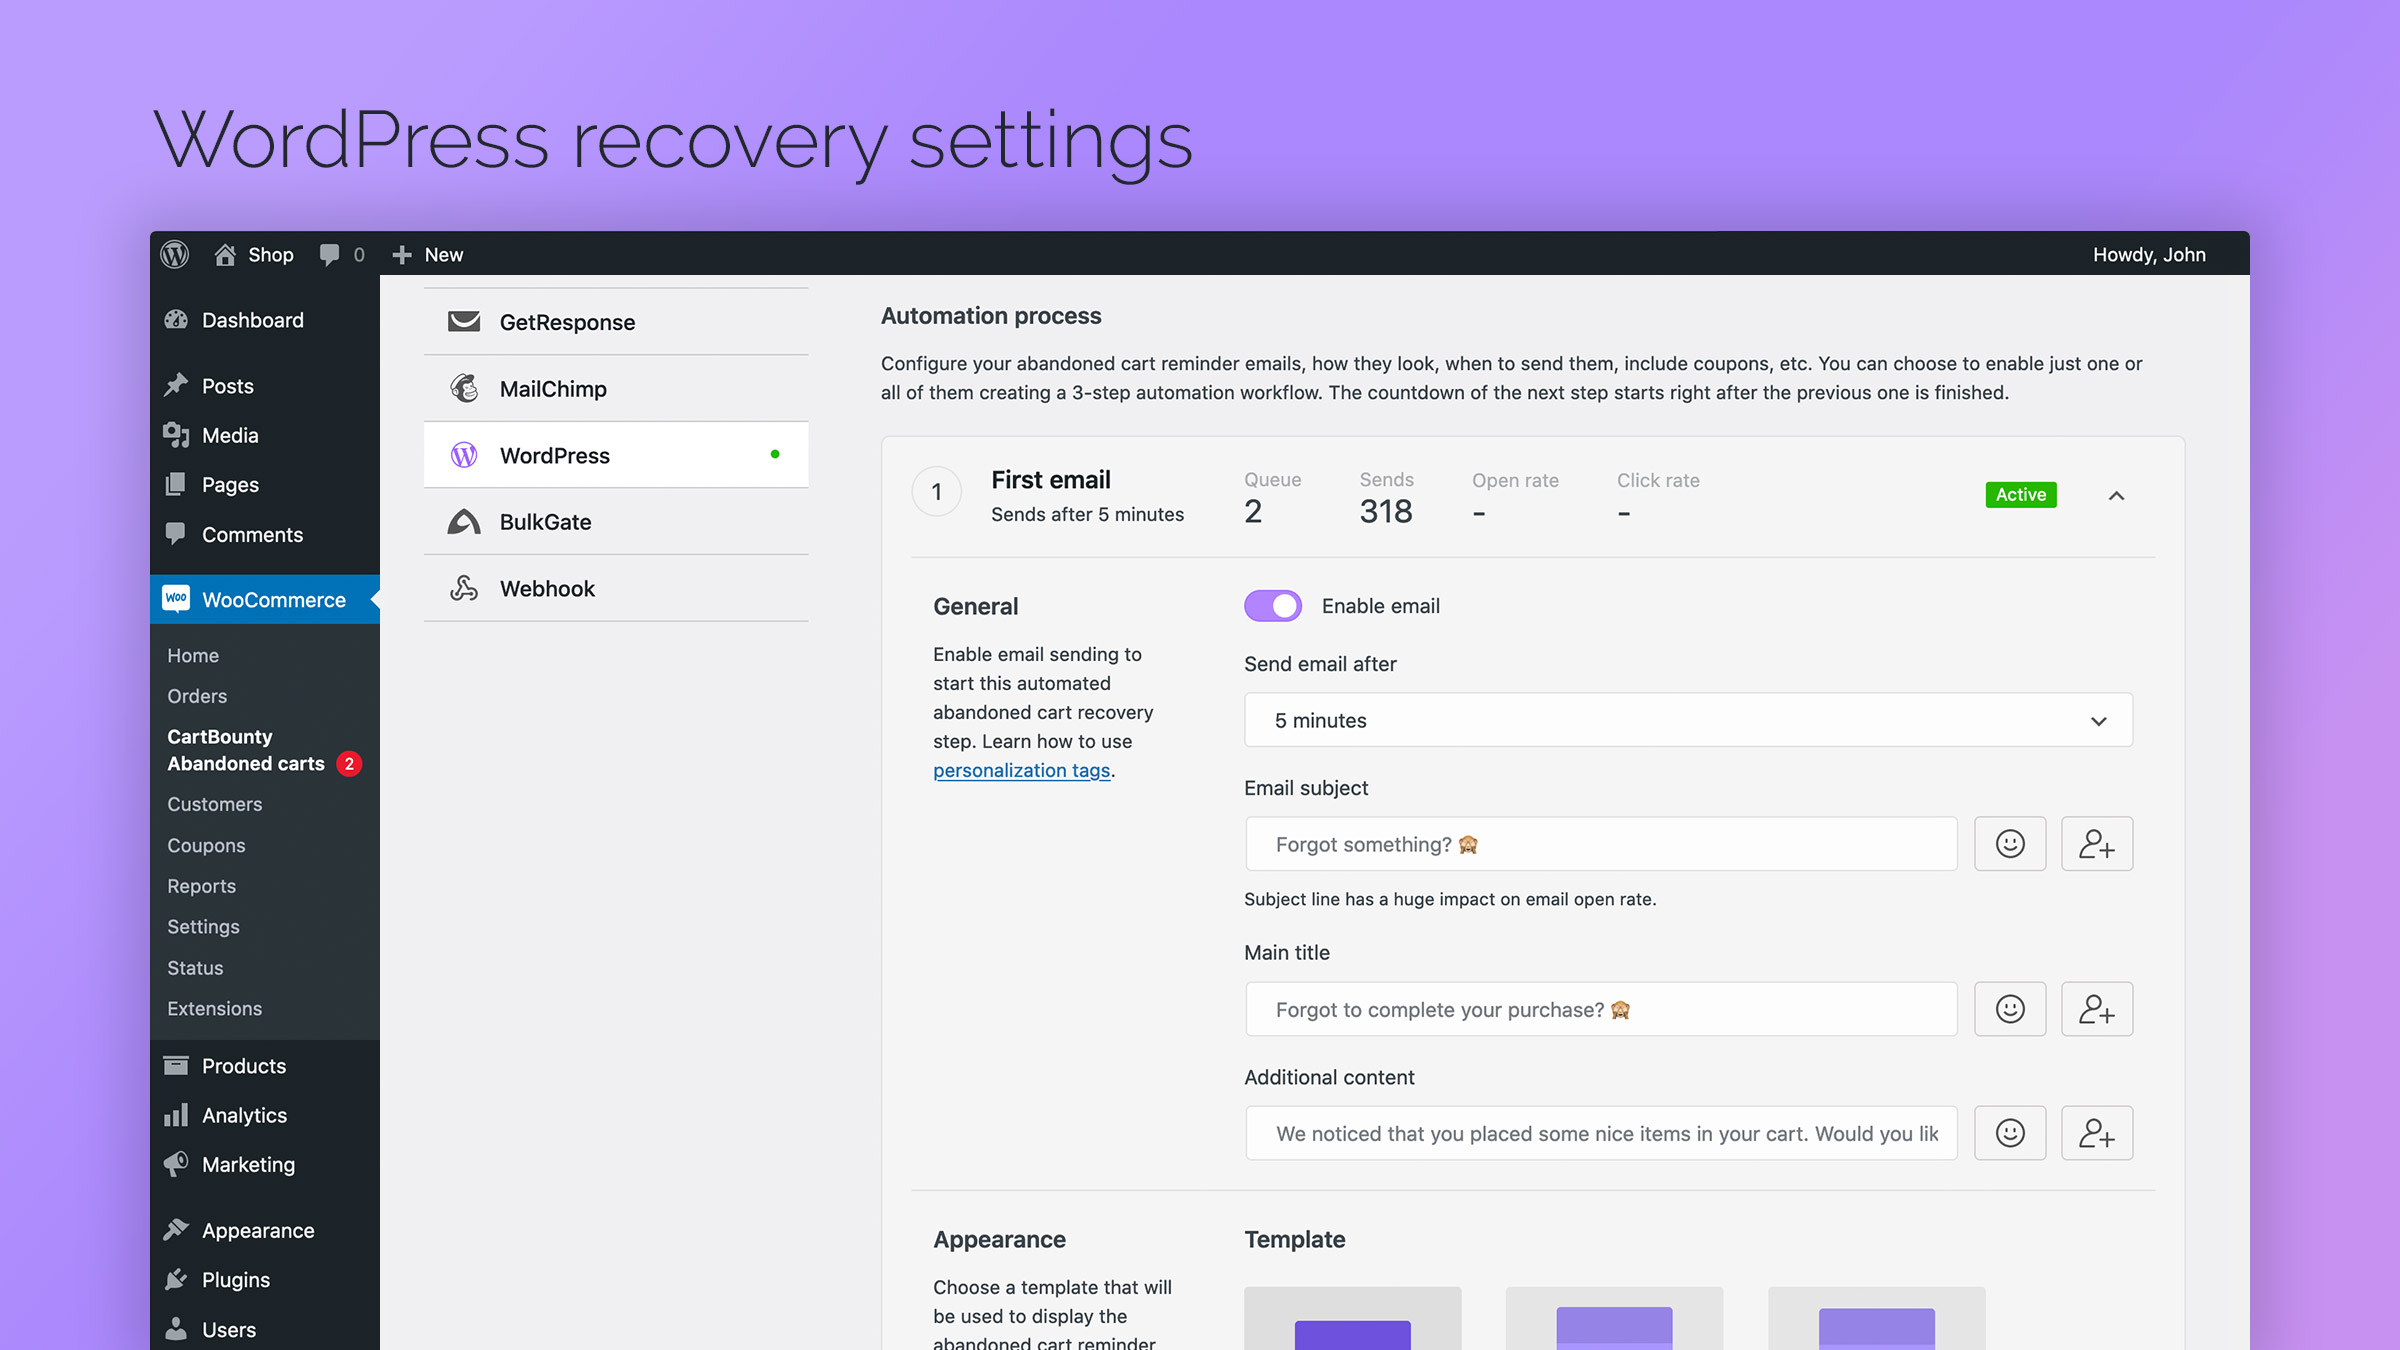 WordPress recovery settings
Shop
0
New
Howdy, John
Dashboard
Posts
Media
Pages
Comments
Woo
WooCommerce
Home
Orders
CartBounty
Abandoned carts 2
Customers
Coupons
Reports
Settings
Status
Extensions
Products
Analytics
Marketing
Appearance
Plugins
Users
GetResponse
MailChimp
WordPress
BulkGate
Webhook
Automation process
Configure your abandoned cart reminder emails, how they look, when to send them, include coupons, etc. You can choose to enable just one or
all of them creating a 3-step automation workflow. The countdown of the next step starts right after the previous one is finished.
1
First email
Sends after 5 minutes
Queue
2
Sends
318
Open rate
-
Click rate
-
Active
General
Enable email sending to
start this automated
abandoned cart recovery
step. Learn how to use
personalization tags.
Enable email
Send email after
5 minutes
Email subject
Forgot something? 🙈
Subject line has a huge impact on email open rate.
Main title
Forgot to complete your purchase? 🙈
Additional content
We noticed that you placed some nice items in your cart. Would you lik
Appearance
Choose a template that will
be used to display the
abandoned cart reminder
Template